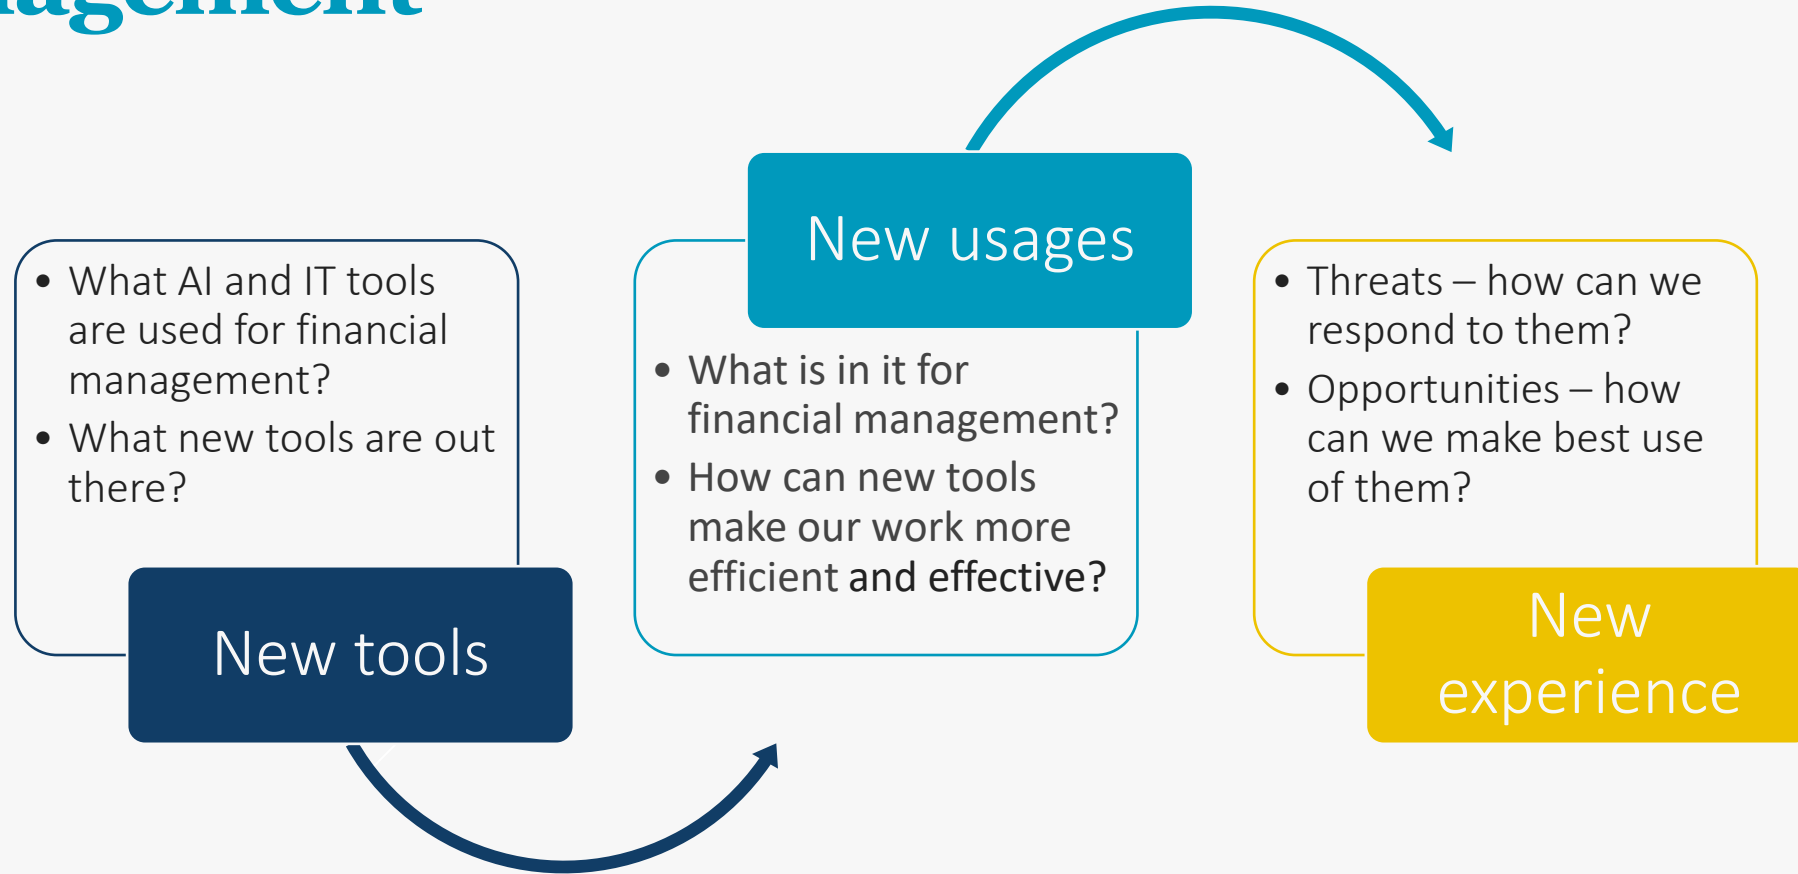 • What AI and IT tools
are used for financial
management?
• What new tools are out
there?
New tools
New usages
• What is in it for
financial management?
• How can new tools
make our work more
efficient and effective?
• Threats – how can we
respond to them?
• Opportunities – how
can we make best use
of them?
New
experience